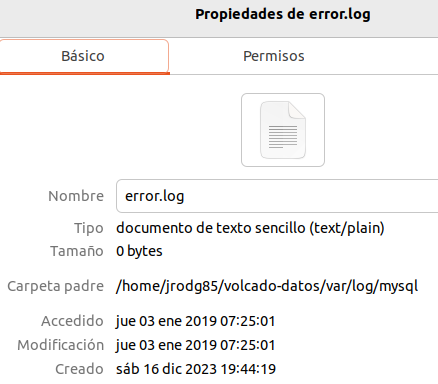 Propiedades de error.log
Básico Permisos
Nombre error.log
Tipo documento de texto sencillo (text/plain)
Tamaño 0 bytes
Carpeta padre /home/jrodg85/volcado-datos/var/log/mysql
Accedido jue 03 ene 2019 07:25:01
Modificación jue 03 ene 2019 07:25:01
Creado sáb 16 dic 2023 19:44:19